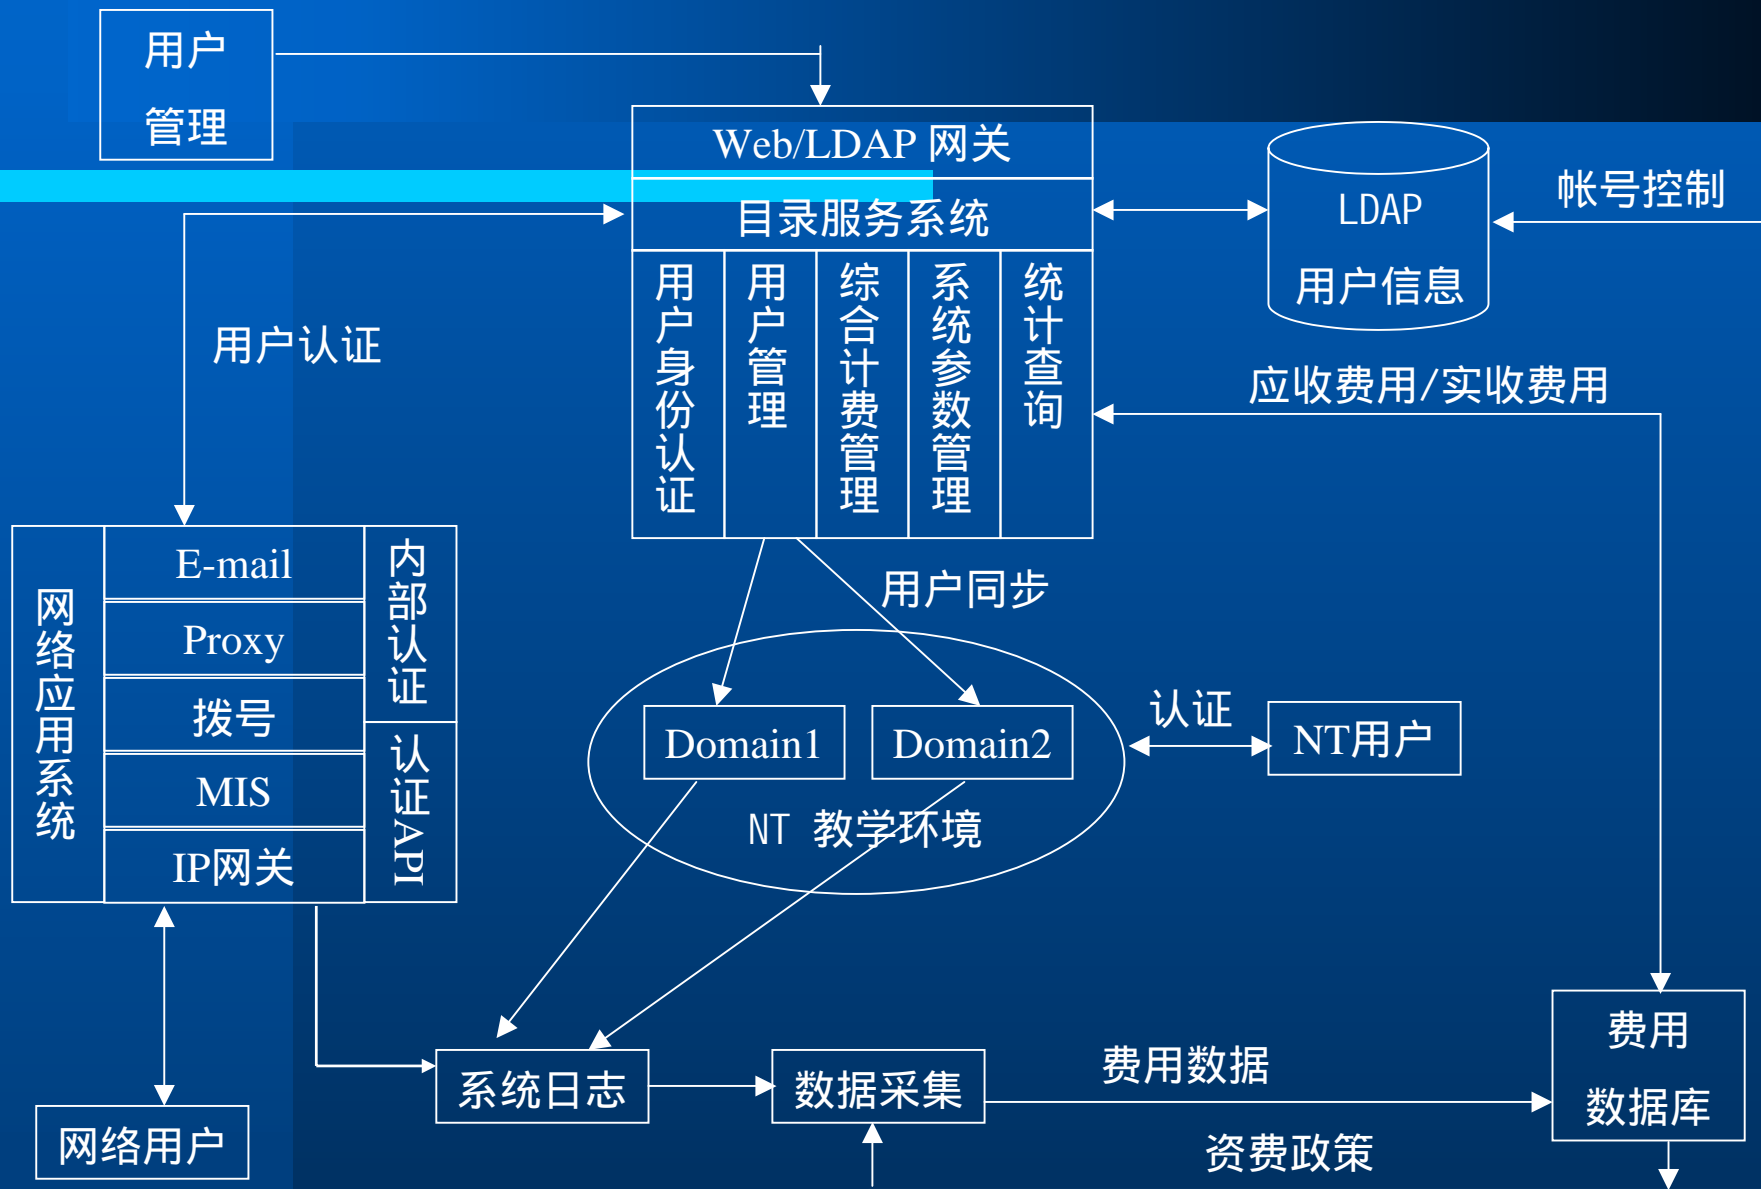 用户
管理
Web/LDAP 网关
目录服务系统
用户身份认证
用户管理
综合计费管理
系统参数管理
统计查询
LDAP
用户信息
帐号控制
用户认证
应收费用/实收费用
网络应用系统
E-mail
Proxy
拨号
MIS
IP网关
内部认证
认证API
用户同步
Domain1
Domain2
NT 教学环境
认证
NT用户
系统日志
数据采集
费用数据
资费政策
费用
数据库
网络用户